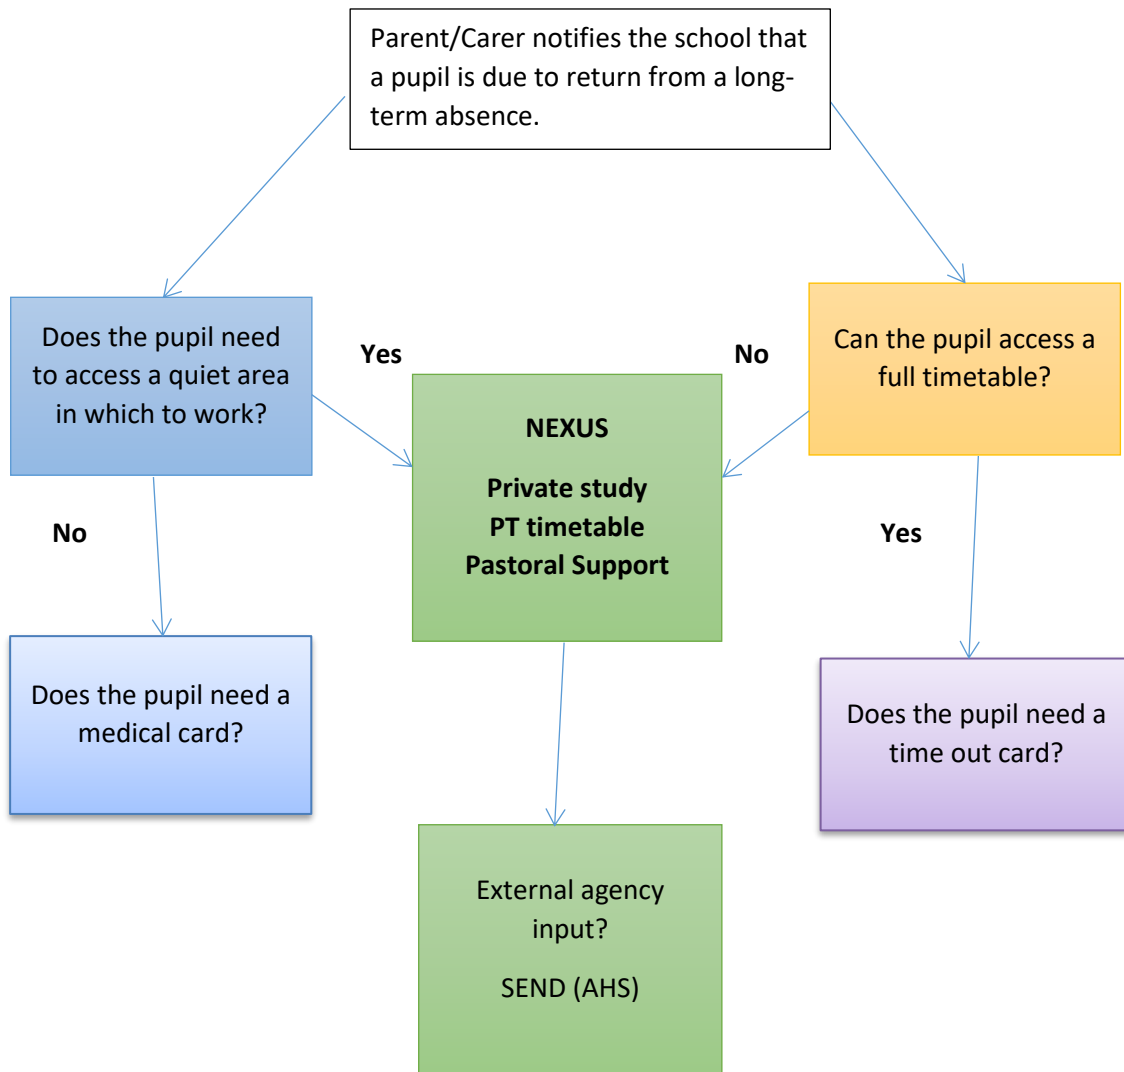 Parent/Carer notifies the school that
a pupil is due to return from a long-
term absence.
Does the pupil need
to access a quiet area
in which to work?
Yes
No
Can the pupil access a
full timetable?
NEXUS
Private study
PT timetable
Pastoral Support
No
Yes
Does the pupil need a
medical card?
Does the pupil need a
time out card?
External agency
input?
SEND (AHS)